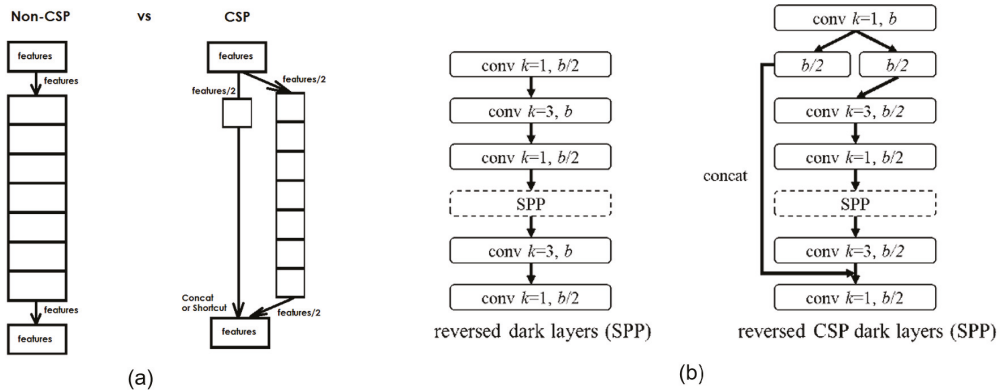 Non-CSP vs CSP
features
features
features
features
features
features/2
features/2
Concat
or Shortcut
features/2
features
(a)
conv k=1, b/2
conv k=3, b
conv k=1, b/2
SPP
conv k=3, b
conv k=1, b/2
reversed dark layers (SPP)
conv k=1, b
b/2 b/2
conv k=3, b/2
conv k=1, b/2
concat
SPP
conv k=3, b/2
conv k=1, b/2
reversed CSP dark layers (SPP)
(b)